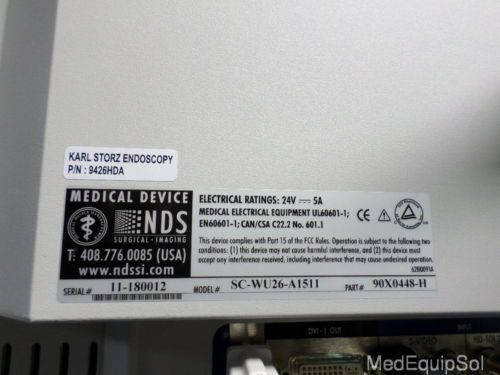 KARL STORZ ENDOSCOPY
P/N : 9426HDA
MEDICAL DEVICE
NDS
SURGICAL-IMAGING
T: 408.776.0085 (USA)
www.ndssi.com
ELECTRICAL RATINGS: 24V ⎓ 5A
MEDICAL ELECTRICAL EQUIPMENT UL60601-1;
EN60601-1; CAN/CSA C22.2 No. 601.1
CE
This device complies with Part 15 of the FCC Rules. Operation is subject to the following two
conditions: (1) this device may not cause harmful interference, and (2) this device must
accept any interference received, including interference that may cause undesired operation.
SERIAL# 11-180012 MODEL# SC-WU26-A1511 PART# 90X0448-H
DVI-1 OUT
S-VIDEO
INPUT
MedEquipSol